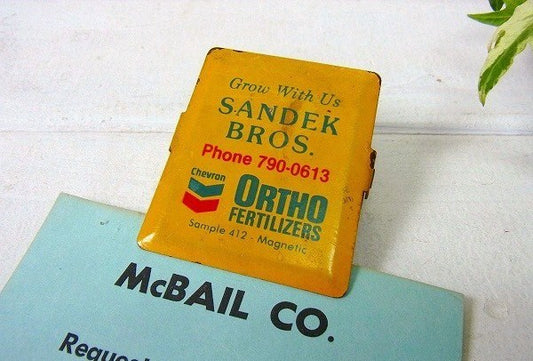 Grow With Us
SANDEK
BROS.
Phone 790-0613
Chevron
ORTHO
FERTILIZERS
Sample 412 - Magnetic
McBAIL CO.